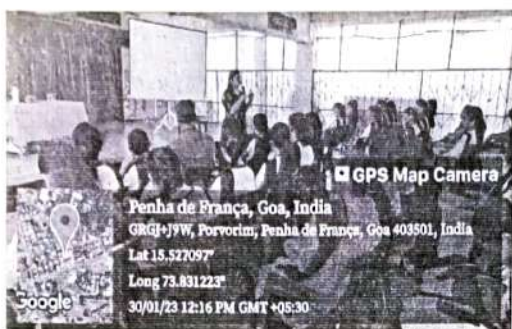 GPS Map Camera
Penha de França, Goa, India
GRGJ+J9W, Porvorim, Penha de França, Goa 403501, India
Lat 15.527097°
Long 73.831223°
30/01/23 12:16 PM GMT +05:30
Google